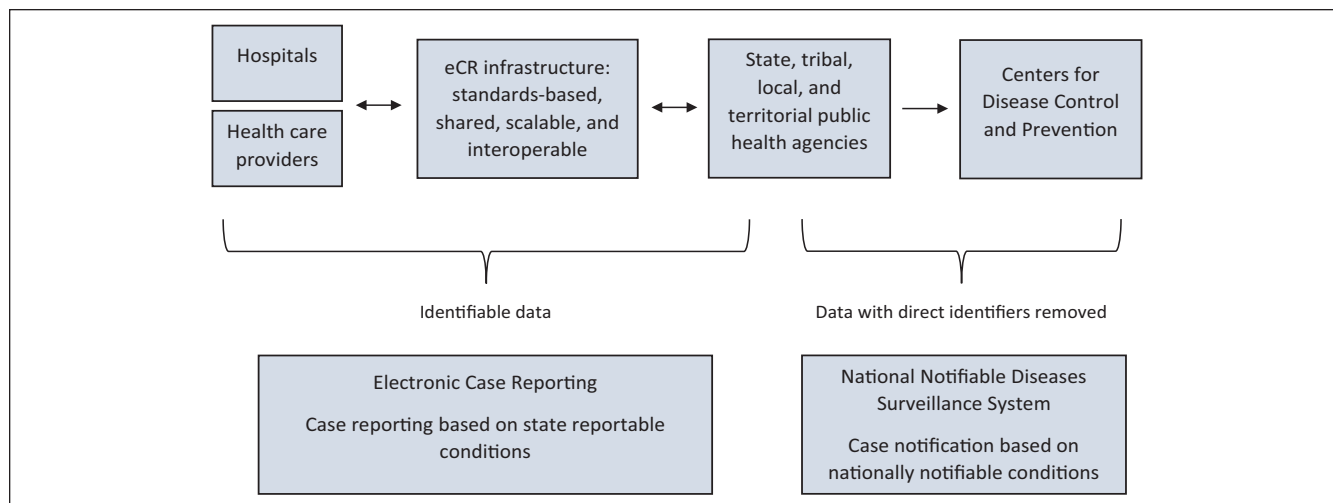 Hospitals
Health care
providers
eCR infrastructure:
standards-based,
shared, scalable, and
interoperable
State, tribal,
local, and
territorial public
health agencies
Centers for
Disease Control
and Prevention
Identifiable data
Data with direct identifiers removed
Electronic Case Reporting
Case reporting based on state reportable
conditions
National Notifiable Diseases
Surveillance System
Case notification based on
nationally notifiable conditions